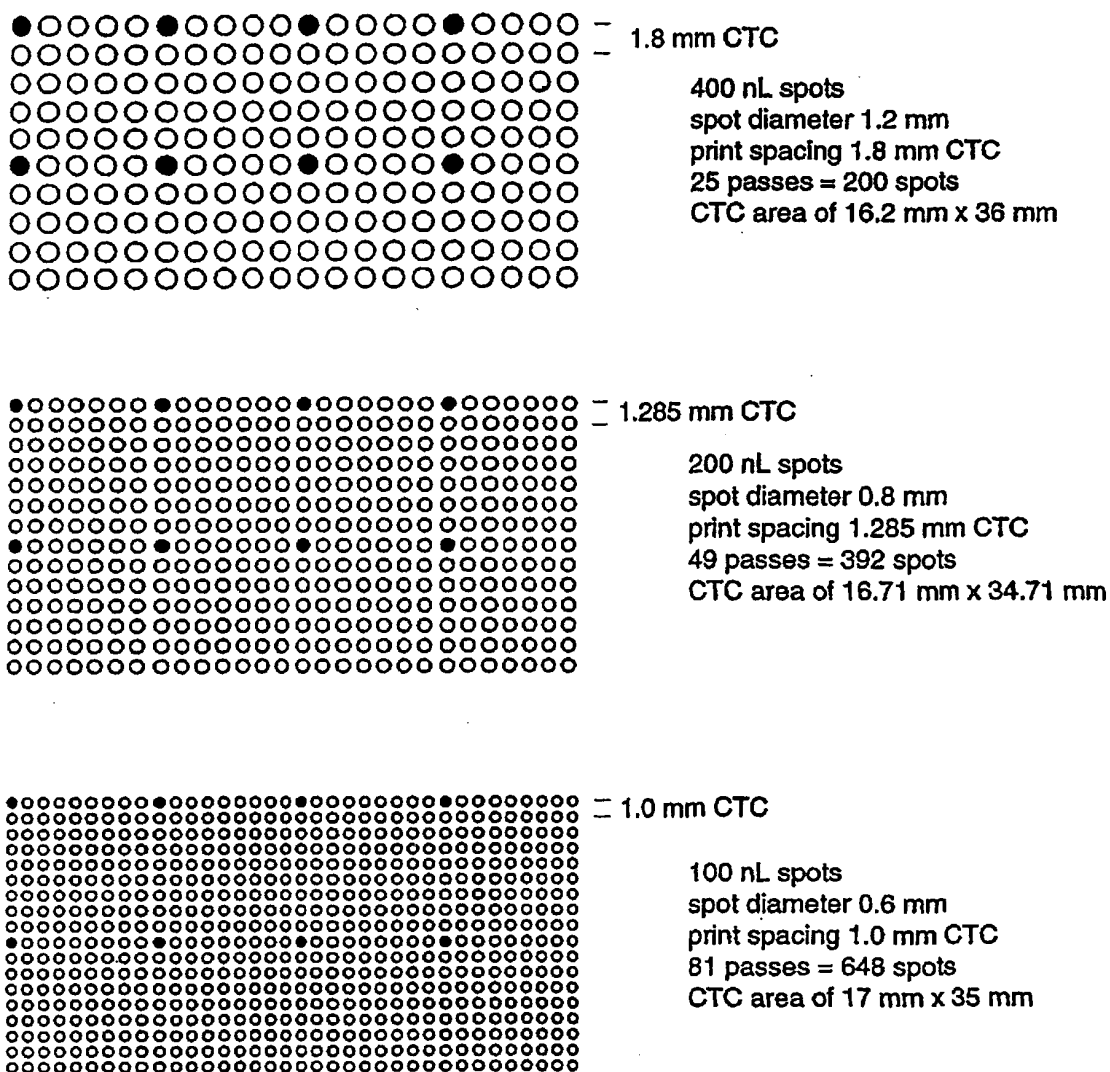 1.8 mm CTC
400 nL spots
spot diameter 1.2 mm
print spacing 1.8 mm CTC
25 passes = 200 spots
CTC area of 16.2 mm x 36 mm
1.285 mm CTC
200 nL spots
spot diameter 0.8 mm
print spacing 1.285 mm CTC
49 passes = 392 spots
CTC area of 16.71 mm x 34.71 mm
1.0 mm CTC
100 nL spots
spot diameter 0.6 mm
print spacing 1.0 mm CTC
81 passes = 648 spots
CTC area of 17 mm x 35 mm